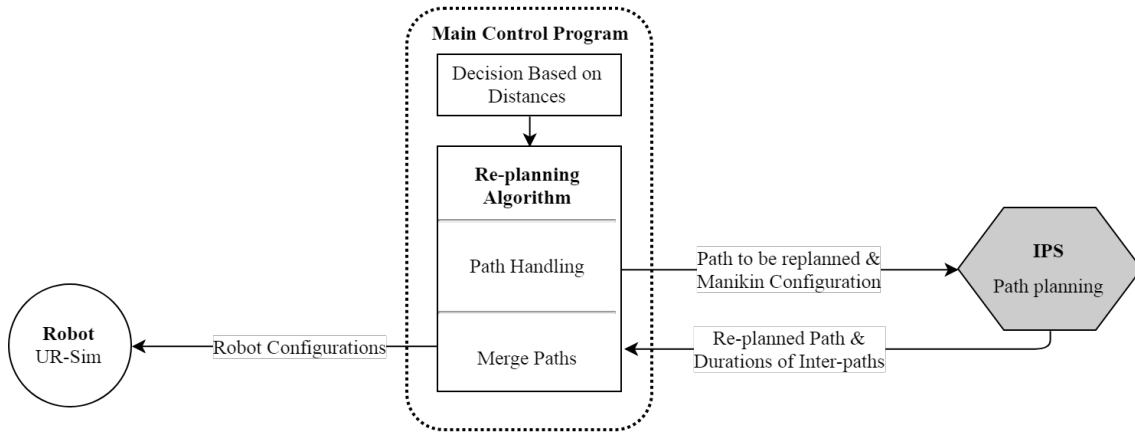 Main Control Program
Decision Based on
Distances
Re-planning
Algorithm
Path Handling
Path to be replanned &
Manikin Configuration
IPS
Path planning
Robot
UR-Sim
Robot Configurations
Merge Paths
Re-planned Path &
Durations of Inter-paths